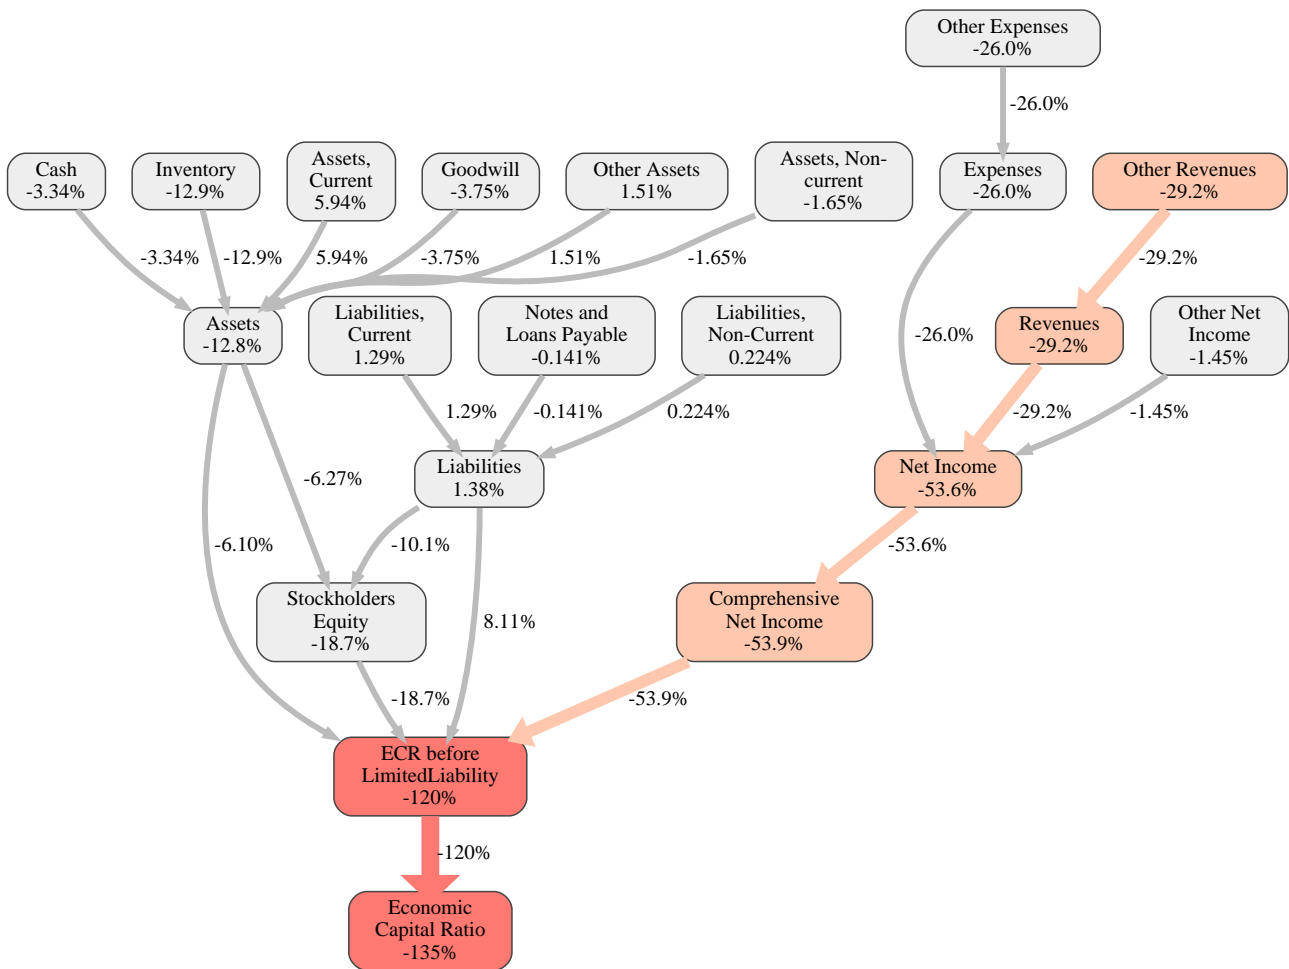 Other Expenses
-26.0%
-26.0%
Cash
-3.34%
Inventory
-12.9%
Assets,
Current
5.94%
Goodwill
-3.75%
Other Assets
1.51%
Assets, Non-
current
-1.65%
Expenses
-26.0%
Other Revenues
-29.2%
-3.34%
-12.9%
5.94%
-3.75%
1.51%
-1.65%
-29.2%
Assets
-12.8%
Liabilities,
Current
1.29%
Notes and
Loans Payable
-0.141%
Liabilities,
Non-Current
0.224%
-26.0%
Revenues
-29.2%
Other Net
Income
-1.45%
1.29%
-0.141%
0.224%
-29.2%
-1.45%
-6.27%
Liabilities
1.38%
Net Income
-53.6%
-6.10%
-10.1%
-53.6%
Stockholders
Equity
-18.7%
8.11%
Comprehensive
Net Income
-53.9%
-18.7%
-53.9%
ECR before
LimitedLiability
-120%
-120%
Economic
Capital Ratio
-135%